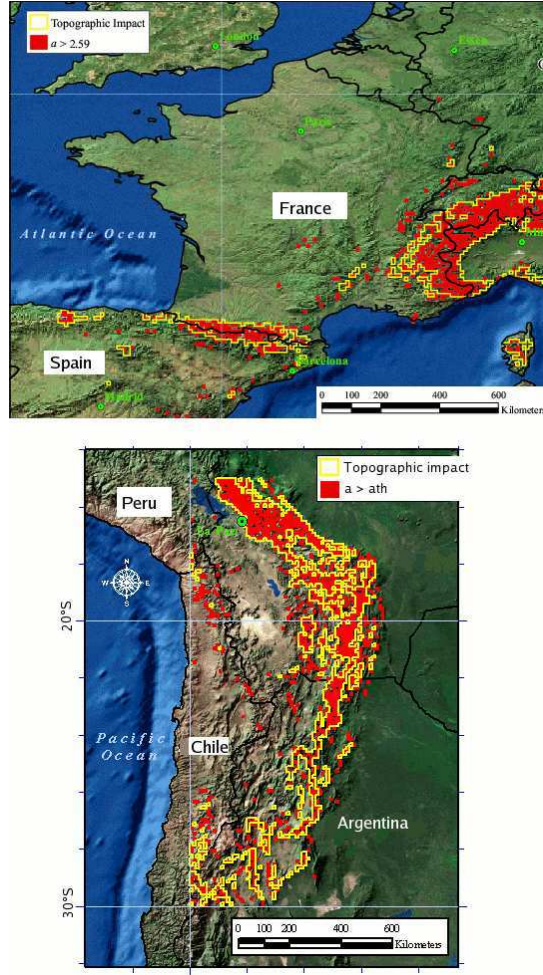 Topographic Impact
a > 2.59
London
Essen
Paris
France
Atlantic Ocean
Spain
Barcelona
Madrid
0 100 200 400 600
Kilometers
Topographic impact
a > ath
Peru
La Paz
N
W E
S
20°S
Pacific
Ocean
Chile
Argentina
30°S
0 100 200 400 600
Kilometers